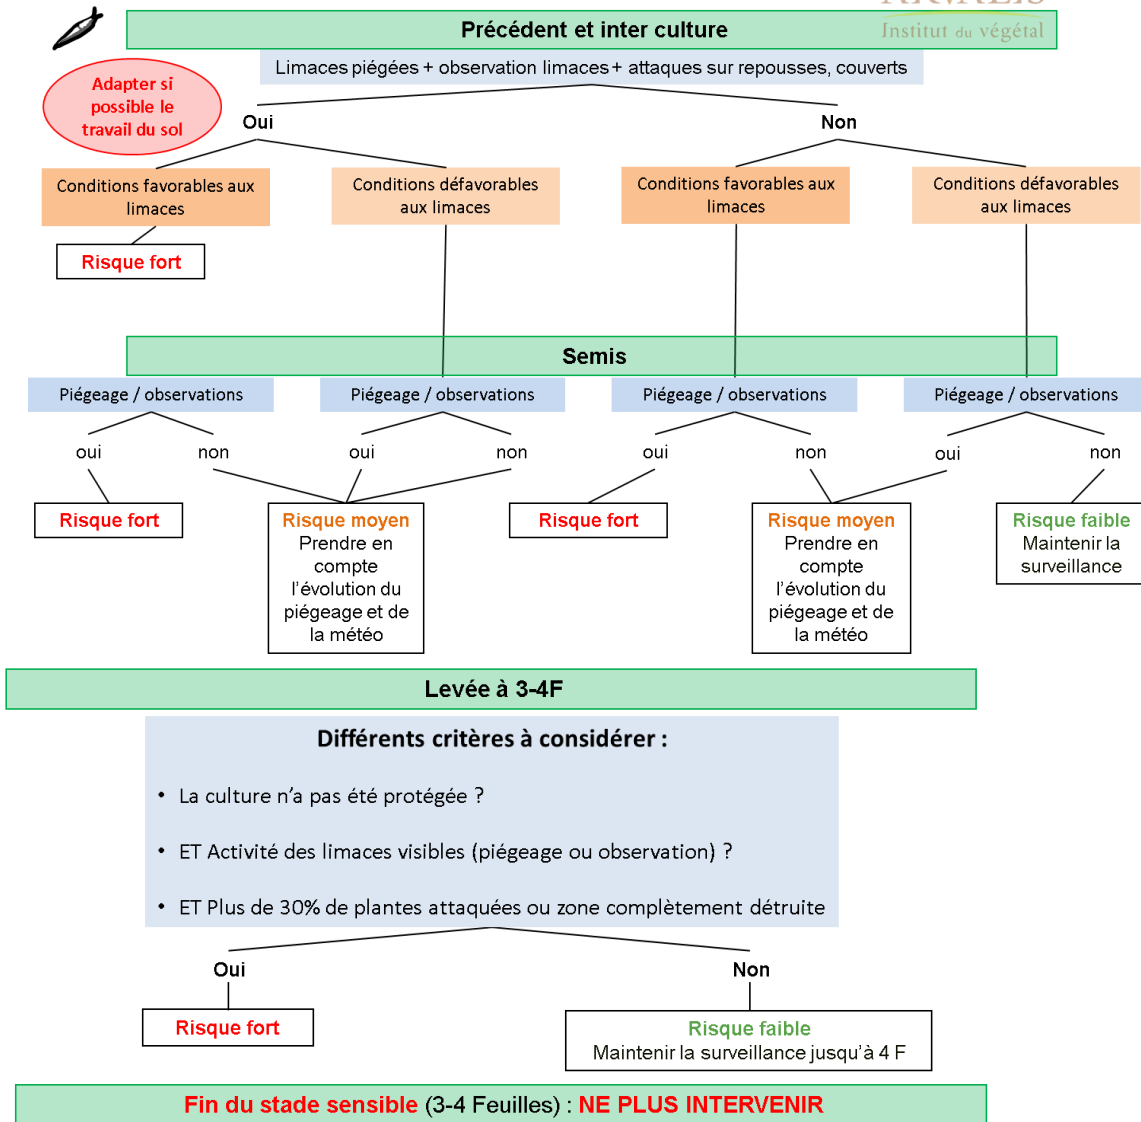 Précédent et inter culture
Institut du végétal
Limaces piégées + observation limaces + attaques sur repousses, couverts
Adapter si
possible le
travail du sol
Oui
Non
Conditions favorables aux
limaces
Conditions défavorables
aux limaces
Conditions favorables aux
limaces
Conditions défavorables
aux limaces
Risque fort
Semis
Piégeage / observations
Piégeage / observations
Piégeage / observations
Piégeage / observations
oui
non
oui
non
oui
non
oui
non
Risque fort
Risque moyen
Prendre en
compte
l'évolution du
piégeage et de
la météo
Risque fort
Risque moyen
Prendre en
compte
l'évolution du
piégeage et de
la météo
Risque faible
Maintenir la
surveillance
Levée à 3-4F
Différents critères à considérer :
• La culture n'a pas été protégée ?
• ET Activité des limaces visibles (piégeage ou observation) ?
• ET Plus de 30% de plantes attaquées ou zone complètement détruite
Oui
Non
Risque fort
Risque faible
Maintenir la surveillance jusqu'à 4 F
Fin du stade sensible (3-4 Feuilles) : NE PLUS INTERVENIR